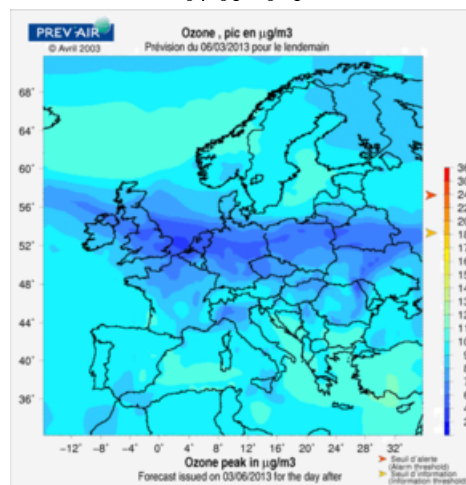 PREV'AIR
© Avril 2003
Ozone , pic en µg/m3
Prévision du 06/03/2013 pour le lendemain
68°
64°
60°
56°
52°
48°
44°
40°
36°
-12° -8° -4° 0° 4° 8° 12° 16° 20° 24° 28° 32°
Ozone peak in µg/m3
Forecast issued on 03/06/2013 for the day after
Seuil d'alerte
(Alarm threshold)
Seuil d'information
(Information threshold)